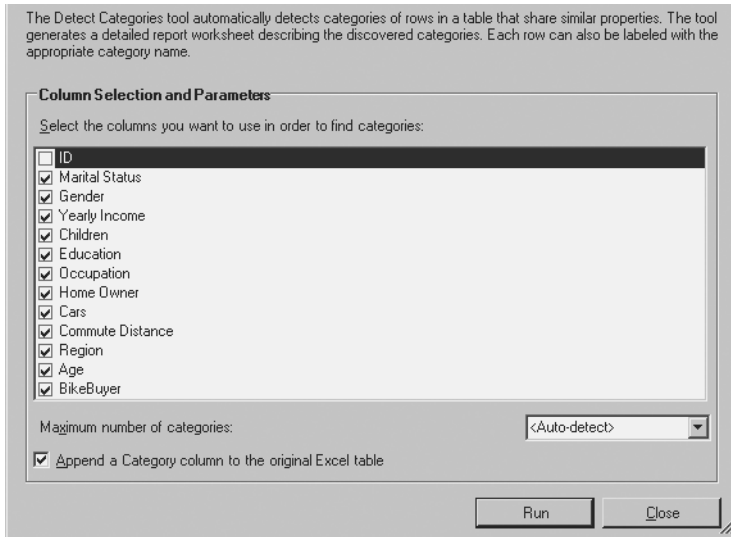 The Detect Categories tool automatically detects categories of rows in a table that share similar properties. The tool
generates a detailed report worksheet describing the discovered categories. Each row can also be labeled with the
appropriate category name.
Column Selection and Parameters
Select the columns you want to use in order to find categories:
ID
Marital Status
Gender
Yearly Income
Children
Education
Occupation
Home Owner
Cars
Commute Distance
Region
Age
BikeBuyer
Maximum number of categories:
<Auto-detect>
Append a Category column to the original Excel table
Run Close